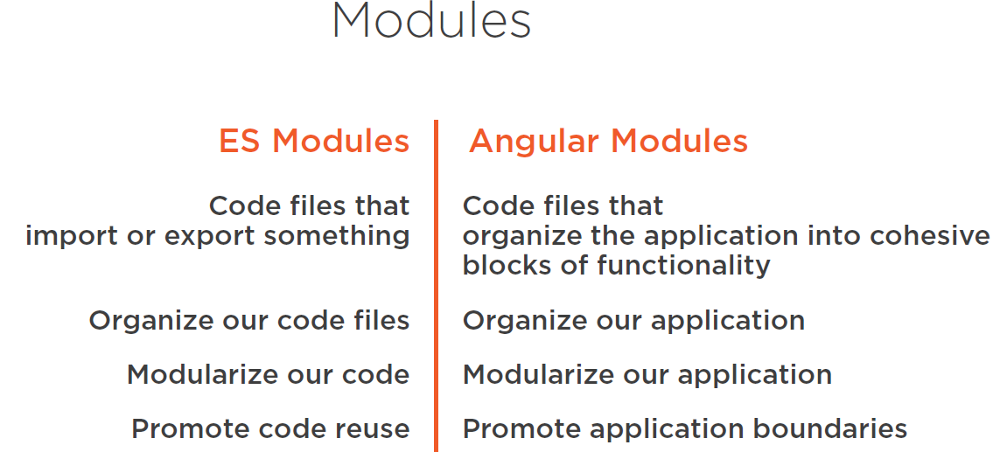 Modules
ES Modules
Code files that
import or export something
Organize our code files
Modularize our code
Promote code reuse
Angular Modules
Code files that
organize the application into cohesive
blocks of functionality
Organize our application
Modularize our application
Promote application boundaries